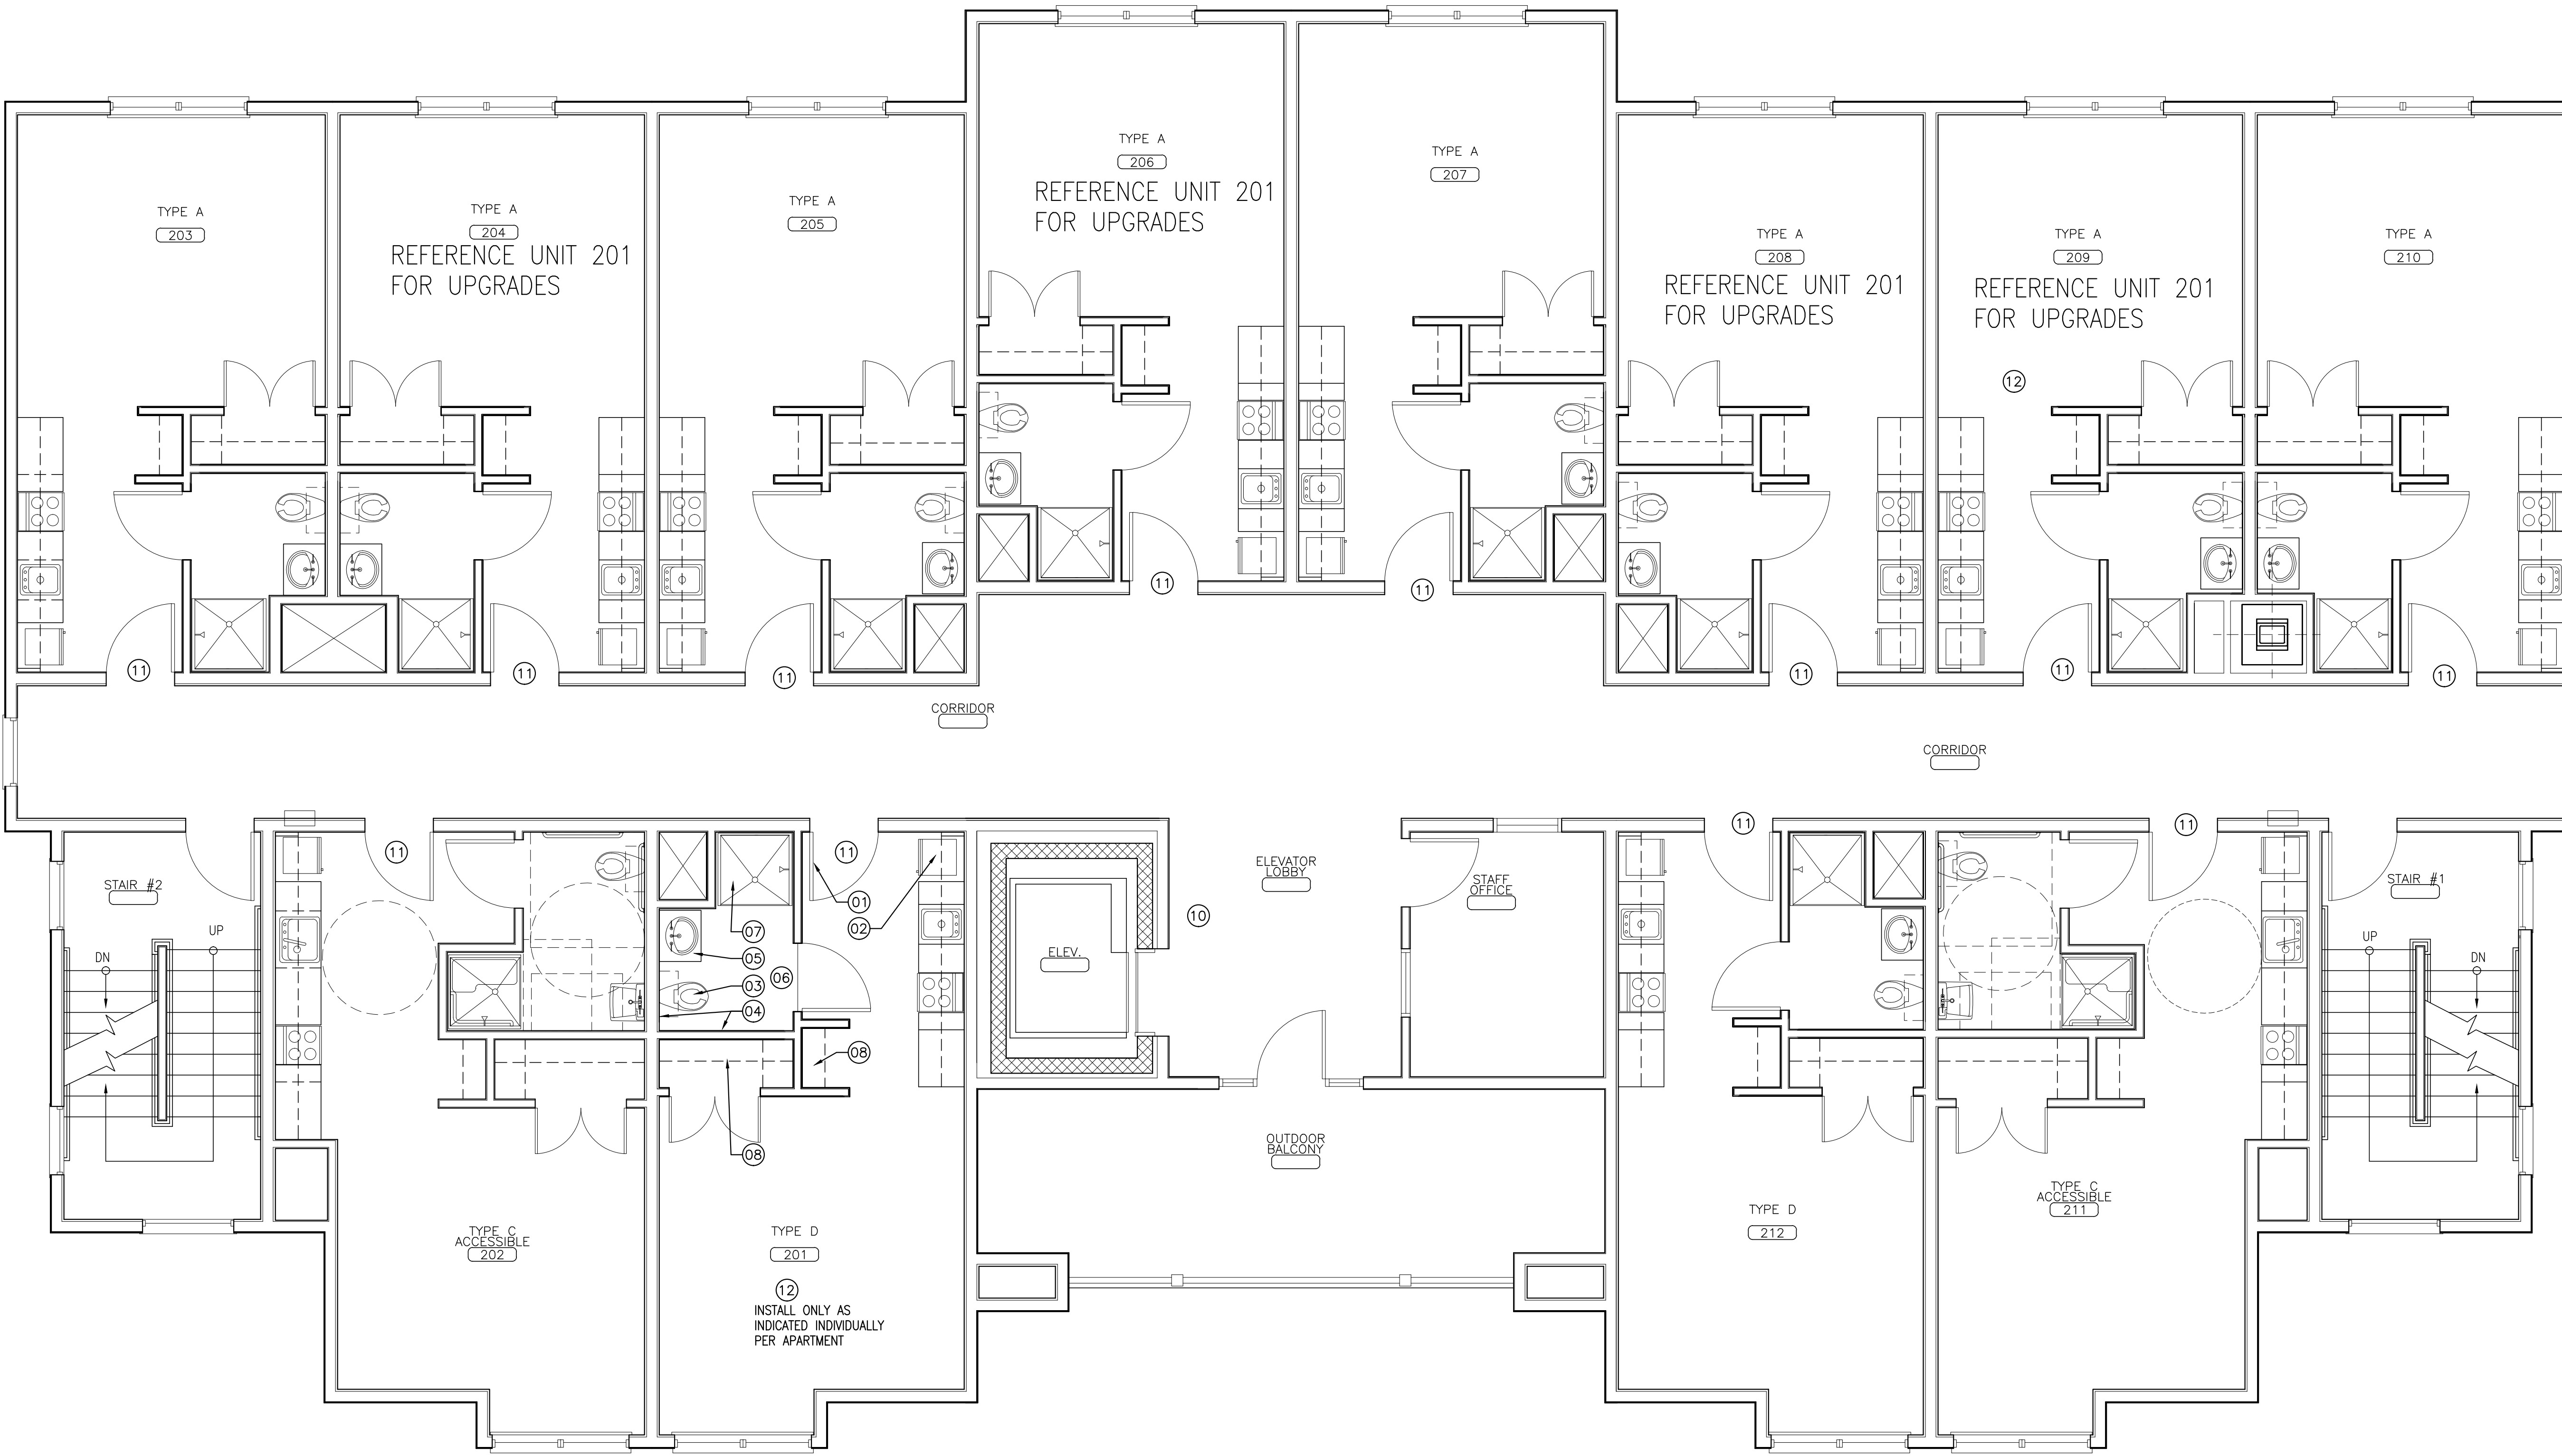 TYPE A
206
REFERENCE UNIT 201
FOR UPGRADES
TYPE A
207
TYPE A
203
TYPE A
204
REFERENCE UNIT 201
FOR UPGRADES
TYPE A
205
TYPE A
208
REFERENCE UNIT 201
FOR UPGRADES
TYPE A
209
REFERENCE UNIT 201
FOR UPGRADES
12
TYPE A
210
11
11
11
11
11
11
11
11
CORRIDOR
CORRIDOR
STAIR #2
UP
DN
11
11
01
02
07
05
06
03
04
08
08
10
ELEV.
ELEVATOR
LOBBY
STAFF
OFFICE
11
11
STAIR #1
UP
DN
OUTDOOR
BALCONY
TYPE C
ACCESSIBLE
202
TYPE D
201
12
INSTALL ONLY AS
INDICATED INDIVIDUALLY
PER APARTMENT
TYPE D
212
TYPE C
ACCESSIBLE
211